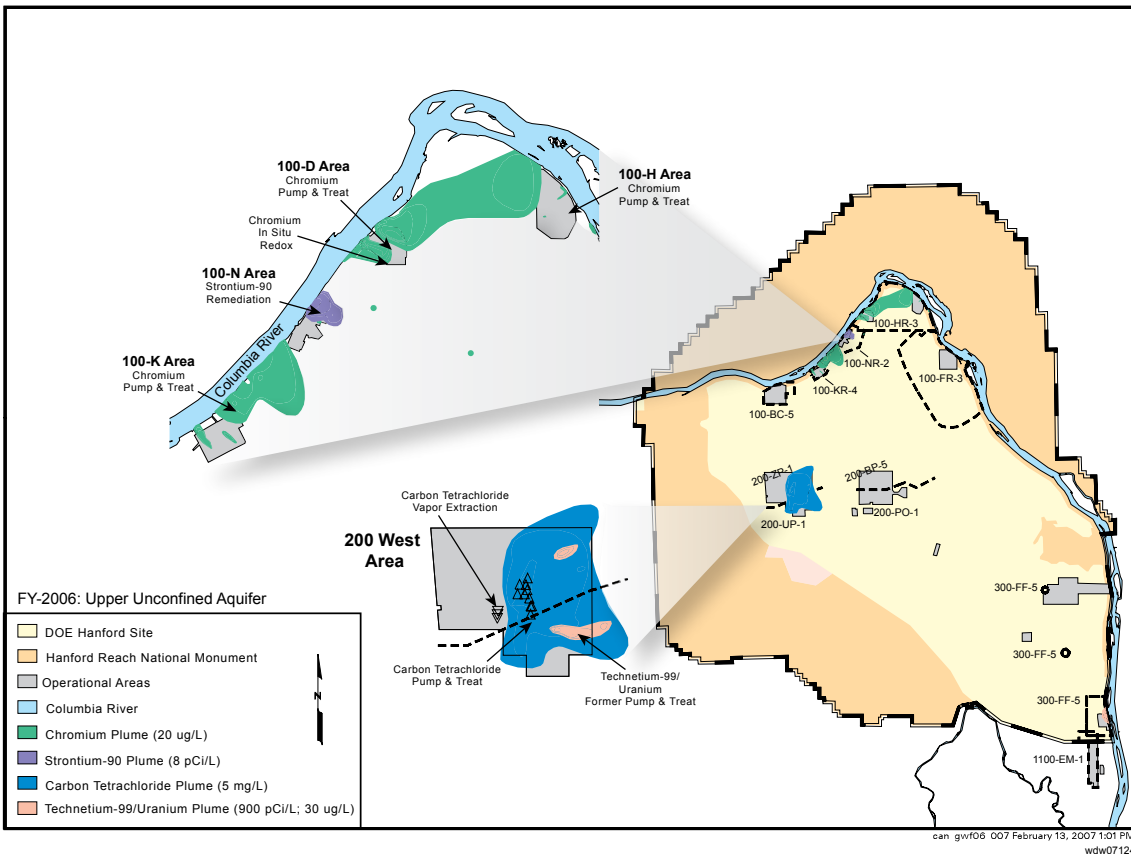 100-D Area
Chromium
Pump & Treat
Chromium
In Situ
Redox
100-N Area
Strontium-90
Remediation
100-K Area
Chromium
Pump & Treat
Columbia River
100-H Area
Chromium
Pump & Treat
100-HR-3
100-NR-2
100-FR-3
100-KR-4
100-BC-5
200-ZP-1
200-BP-5
200-UP-1
200-PO-1
300-FF-5
300-FF-5
300-FF-5
1100-EM-1
Carbon Tetrachloride
Vapor Extraction
200 West
Area
Carbon Tetrachloride
Pump & Treat
Technetium-99/
Uranium
Former Pump & Treat
FY-2006: Upper Unconfined Aquifer
DOE Hanford Site
Hanford Reach National Monument
Operational Areas
Columbia River
Chromium Plume (20 ug/L)
Strontium-90 Plume (8 pCi/L)
Carbon Tetrachloride Plume (5 mg/L)
Technetium-99/Uranium Plume (900 pCi/L; 30 ug/L)
N
can_gwf06_007 February 13, 2007 1:01 PM
wdw07124